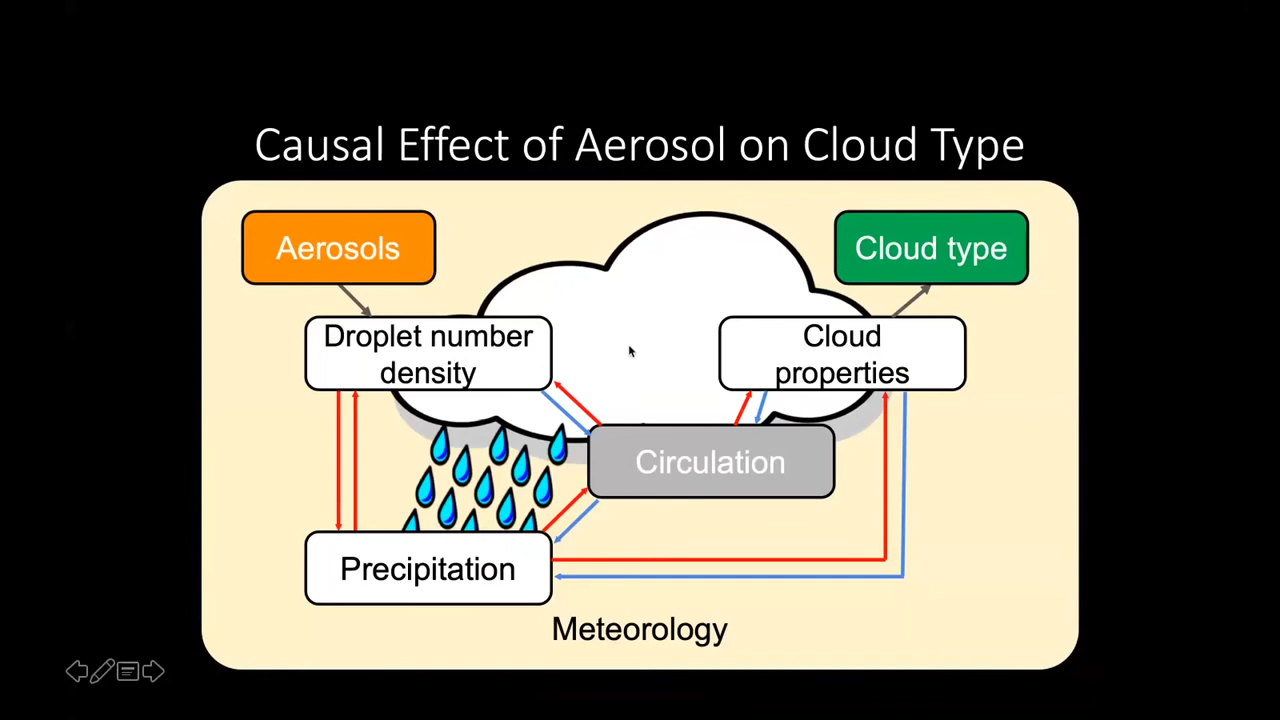 Causal Effect of Aerosol on Cloud Type
Aerosols
Cloud type
Droplet number
density
Cloud
properties
Circulation
Precipitation
Meteorology